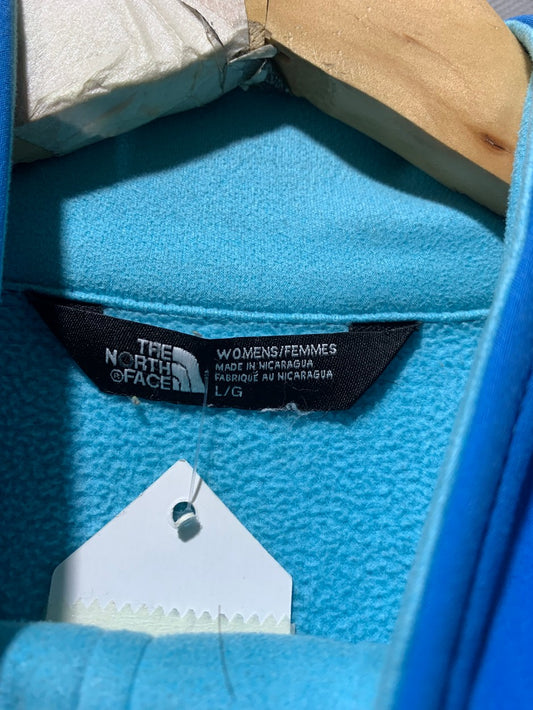 THE
NORTH
®FACE
WOMENS/FEMMES
MADE IN NICARAGUA
FABRIQUÉ AU NICARAGUA
L/G